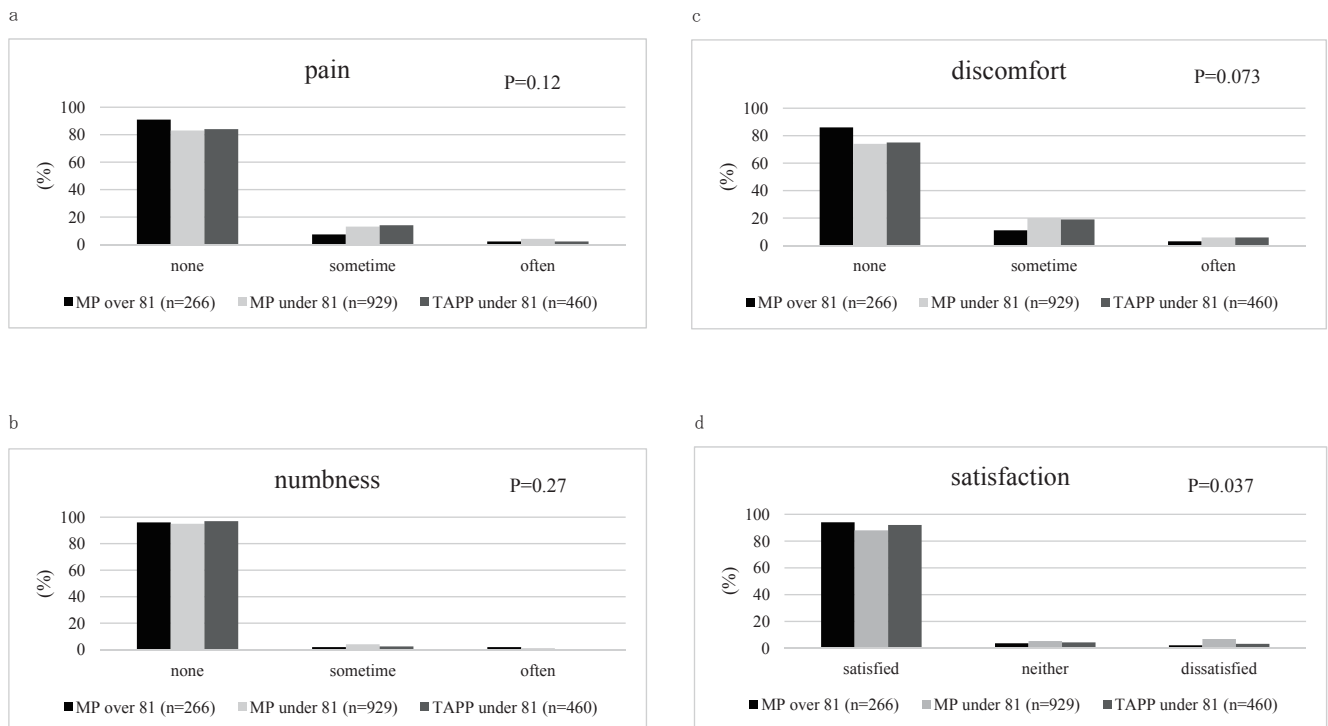 a
pain
P=0.12
100
80
60
40
20
0
(%)
none sometime often
MP over 81 (n=266) MP under 81 (n=929) TAPP under 81 (n=460)
c
discomfort
P=0.073
100
80
60
40
20
0
(%)
none sometime often
MP over 81 (n=266) MP under 81 (n=929) TAPP under 81 (n=460)
b
numbness
P=0.27
100
80
60
40
20
0
(%)
none sometime often
MP over 81 (n=266) MP under 81 (n=929) TAPP under 81 (n=460)
d
satisfaction
P=0.037
100
80
60
40
20
0
(%)
satisfied neither dissatisfied
MP over 81 (n=266) MP under 81 (n=929) TAPP under 81 (n=460)